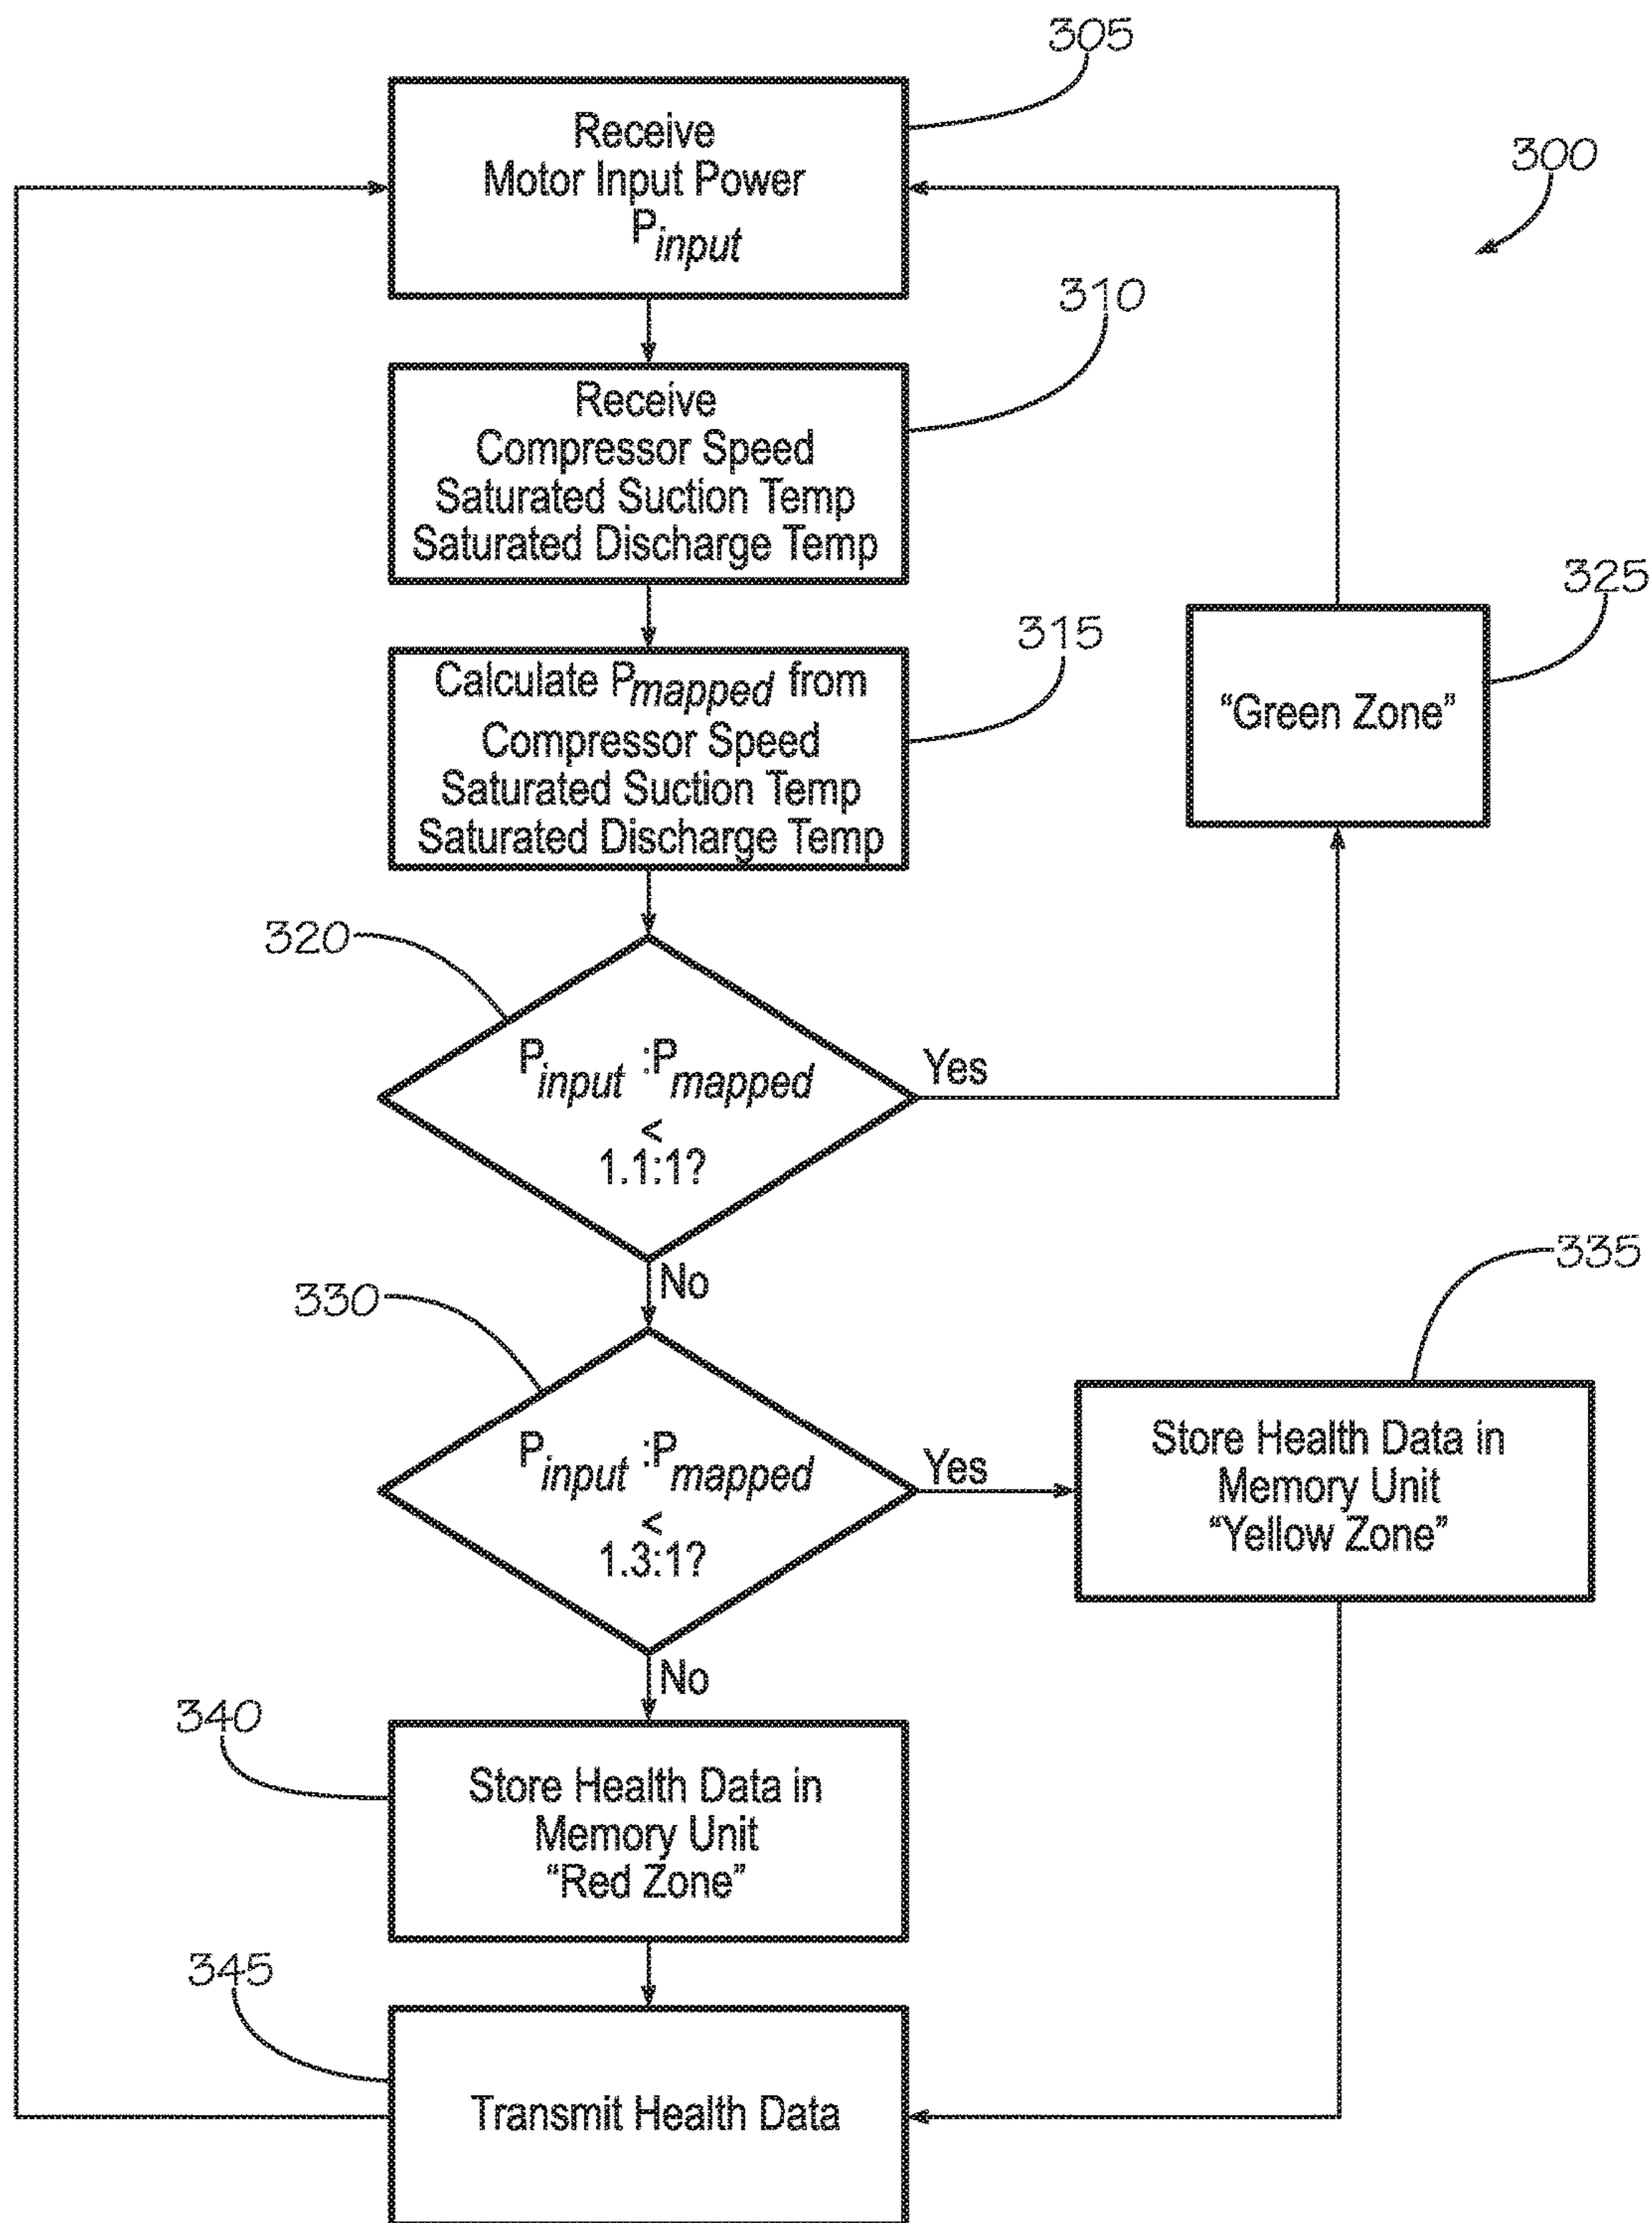 305
Receive
Motor Input Power
Pinput
300
310
Receive
Compressor Speed
Saturated Suction Temp
Saturated Discharge Temp
325
315
Calculate Pmapped from
Compressor Speed
Saturated Suction Temp
Saturated Discharge Temp
"Green Zone"
320
Pinput :Pmapped
<
1.1:1?
Yes
No
335
330
Pinput :Pmapped
<
1.3:1?
Yes
Store Health Data in
Memory Unit
"Yellow Zone"
No
340
Store Health Data in
Memory Unit
"Red Zone"
345
Transmit Health Data